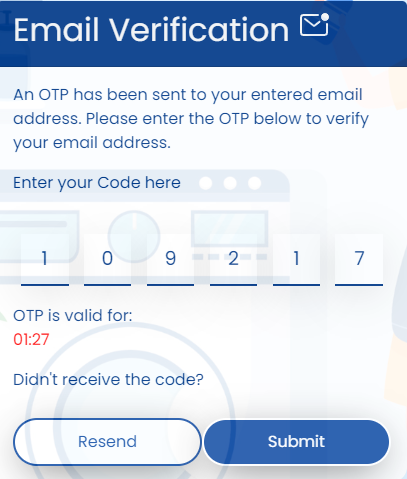 Email Verification
An OTP has been sent to your entered email
address. Please enter the OTP below to verify
your email address.
Enter your Code here
1 0 9 2 1 7
OTP is valid for:
01:27
Didn't receive the code?
Resend Submit